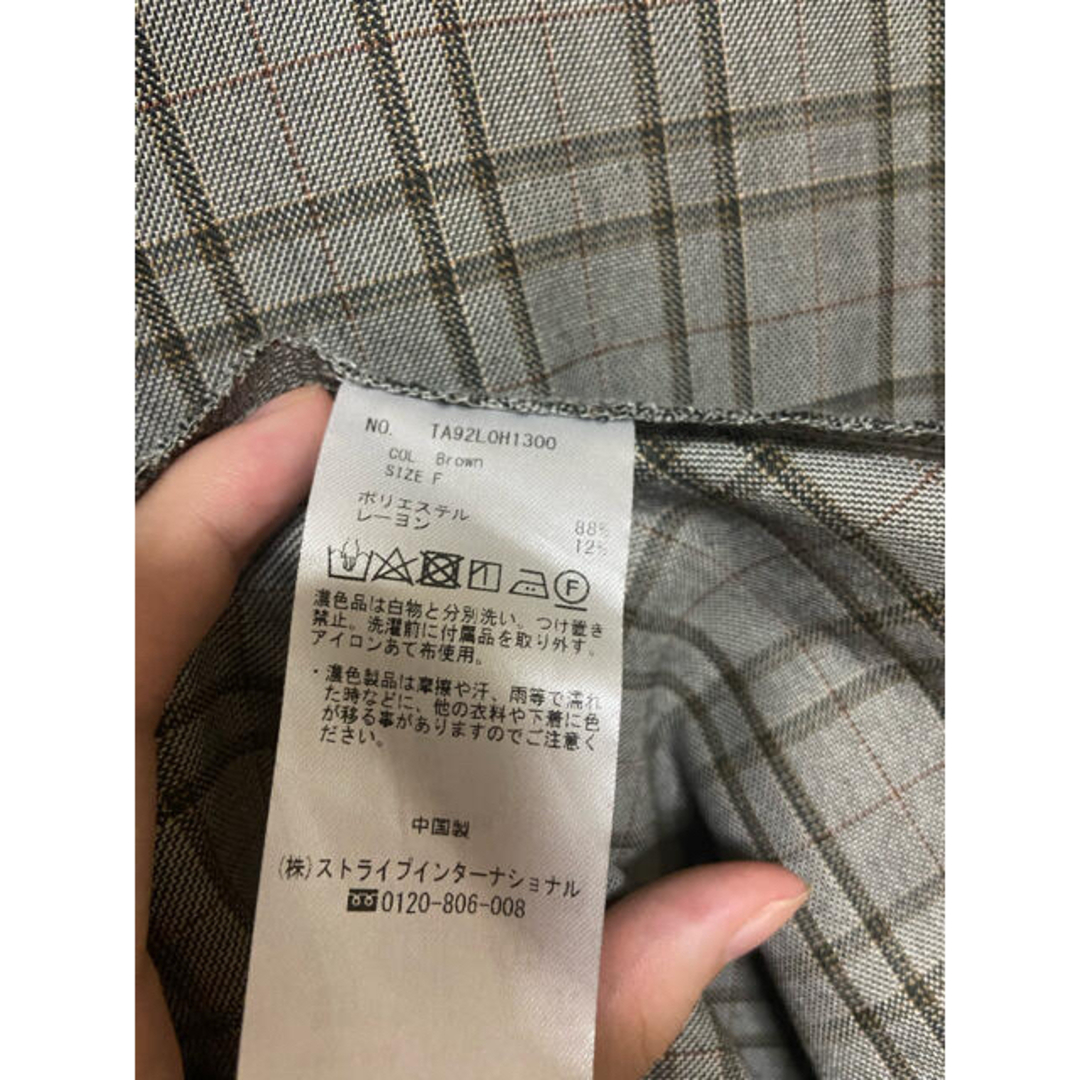 NO. TA92L0H1300
COL Brown
SIZE F
ポリエステル 88%
レーヨン 12%
F
濃色品は白物と分別洗い。つけ置き
禁止。洗濯前に付属品を取り外す。
アイロンあて布使用。
・濃色製品は摩擦や汗、雨等で濡れ
た時などに、他の衣料や下着に色
が移る事がありますのでご注意く
ださい。
中国製
(株)ストライプインターナショナル
0120-806-008